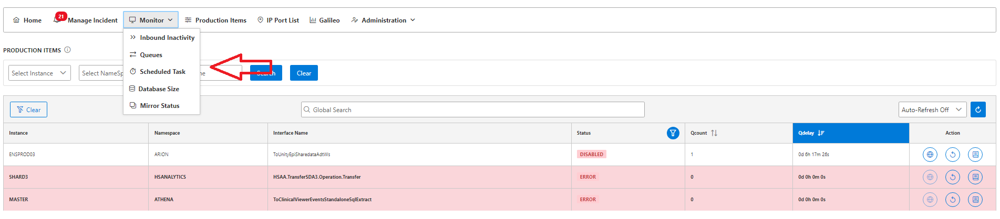 Home 21 Manage Incident Monitor Production Items IP Port List Galileo Administration
Inbound Inactivity
Queues
Scheduled Task
Database Size
Mirror Status
PRODUCTION ITEMS
Select Instance Select NameSp me Search Clear
Clear Global Search Auto-Refresh Off
Instance Namespace Interface Name Status Qcount Qdelay Action
ENSPROD03 ARION ToUnityEpiSharedataAdtWs DISABLED 1 0d 6h 17m 26s
SHARD3 HSANALYTICS HSAA.TransferSDA3.Operation.Transfer ERROR 0 0d 0h 0m 0s
MASTER ATHENA ToClinicalViewerEventsStandaloneSqlExtract ERROR 0 0d 0h 0m 0s